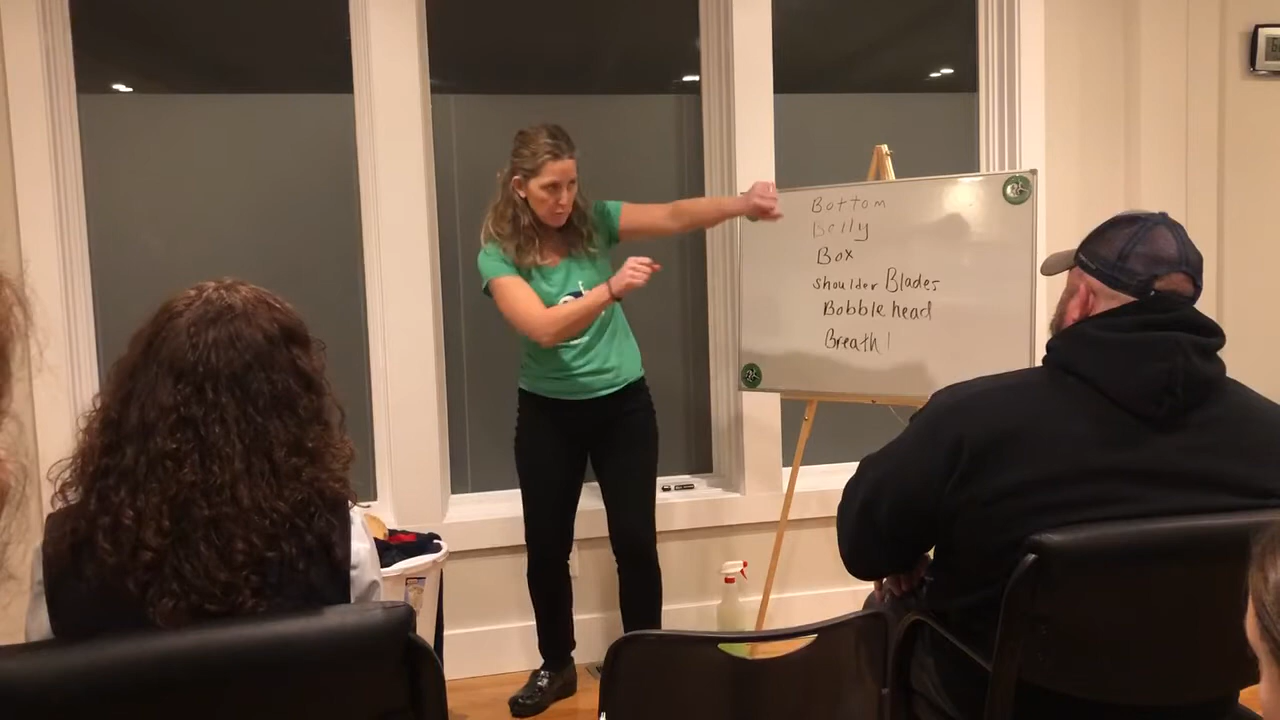 Bottom
Belly
Box
shoulder Blades
Bobble head
Breath!